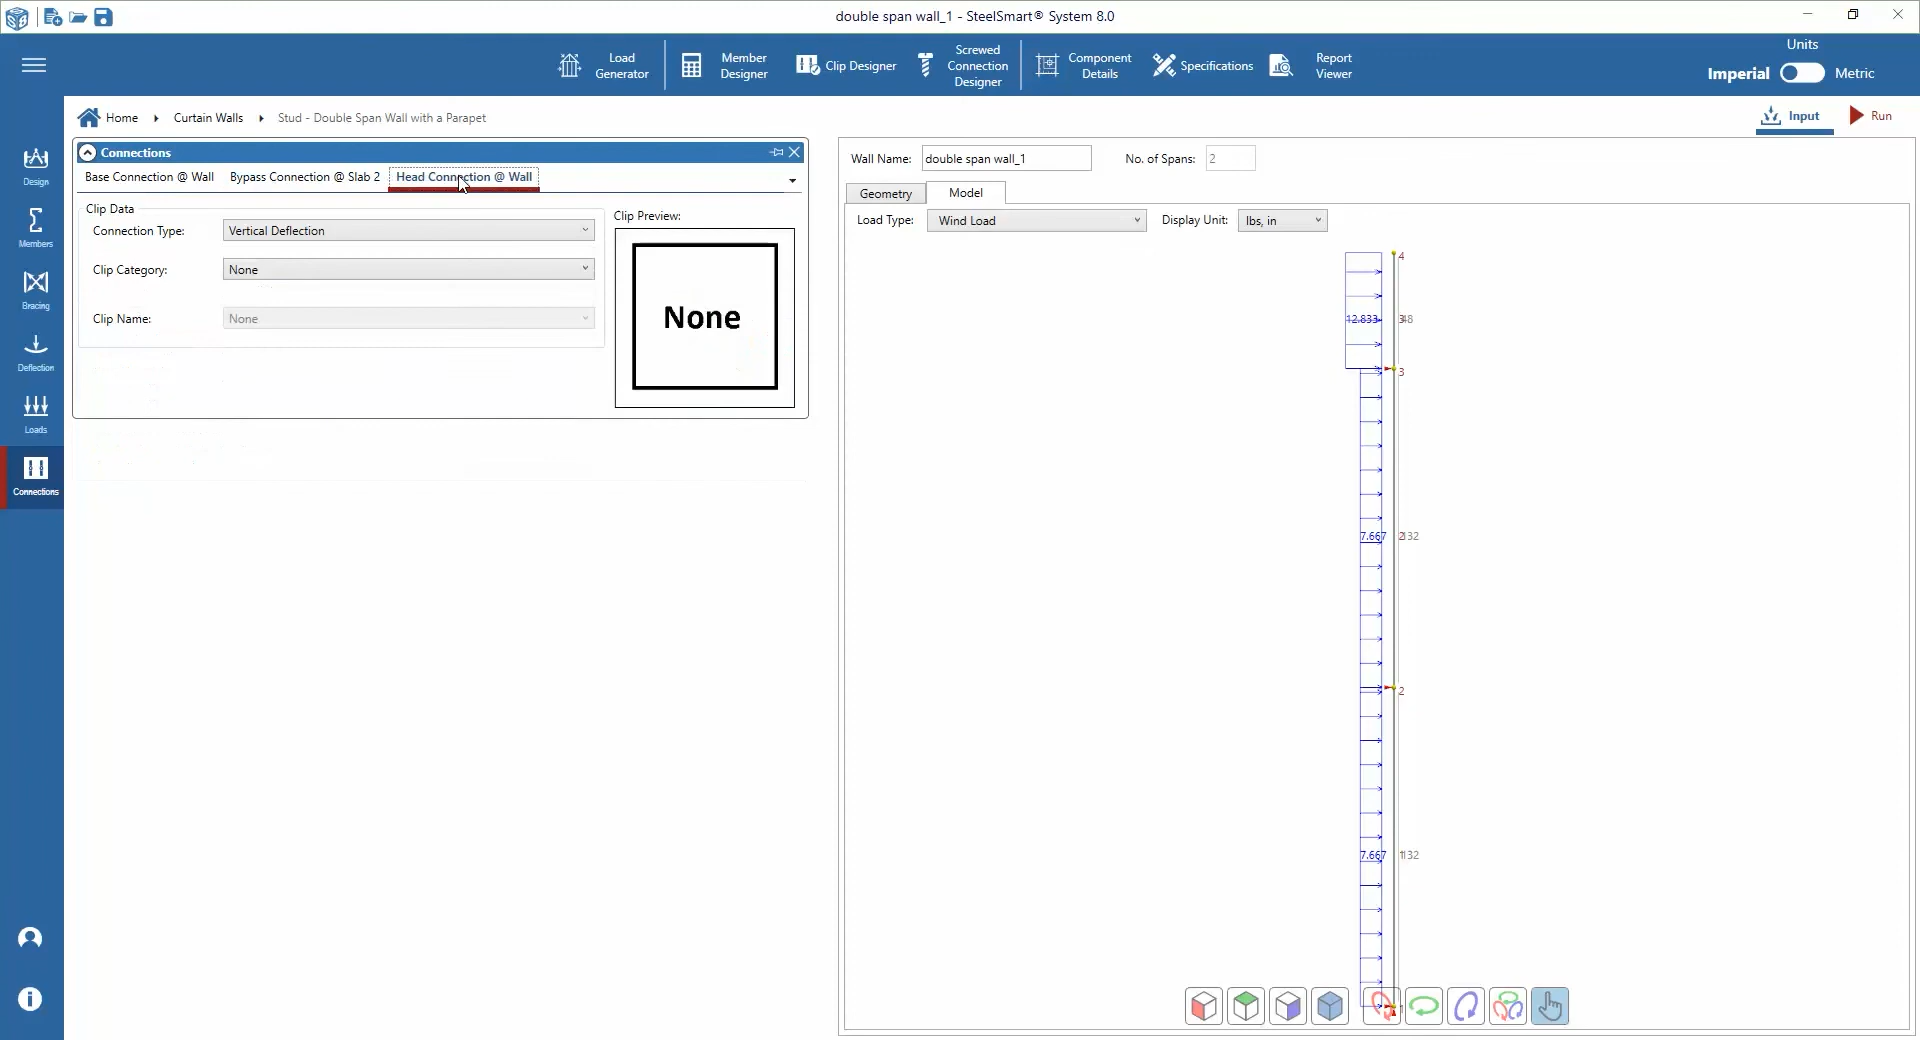 double span wall_1 - SteelSmart® System 8.0
Load Generator
Member Designer
Clip Designer
Screwed Connection Designer
Component Details
Specifications
Report Viewer
Units
Imperial
Metric
Home
Curtain Walls
Stud - Double Span Wall with a Parapet
Input
Run
Design
Members
Bracing
Deflection
Loads
Connections
Connections
Base Connection @ Wall
Bypass Connection @ Slab 2
Head Connection @ Wall
Clip Data
Connection Type:
Vertical Deflection
Clip Category:
None
Clip Name:
None
Clip Preview:
None
Wall Name:
double span wall_1
No. of Spans:
2
Geometry
Model
Load Type:
Wind Load
Display Unit:
lbs, in
4
12.833
48
3
7.667
132
2
7.667
132